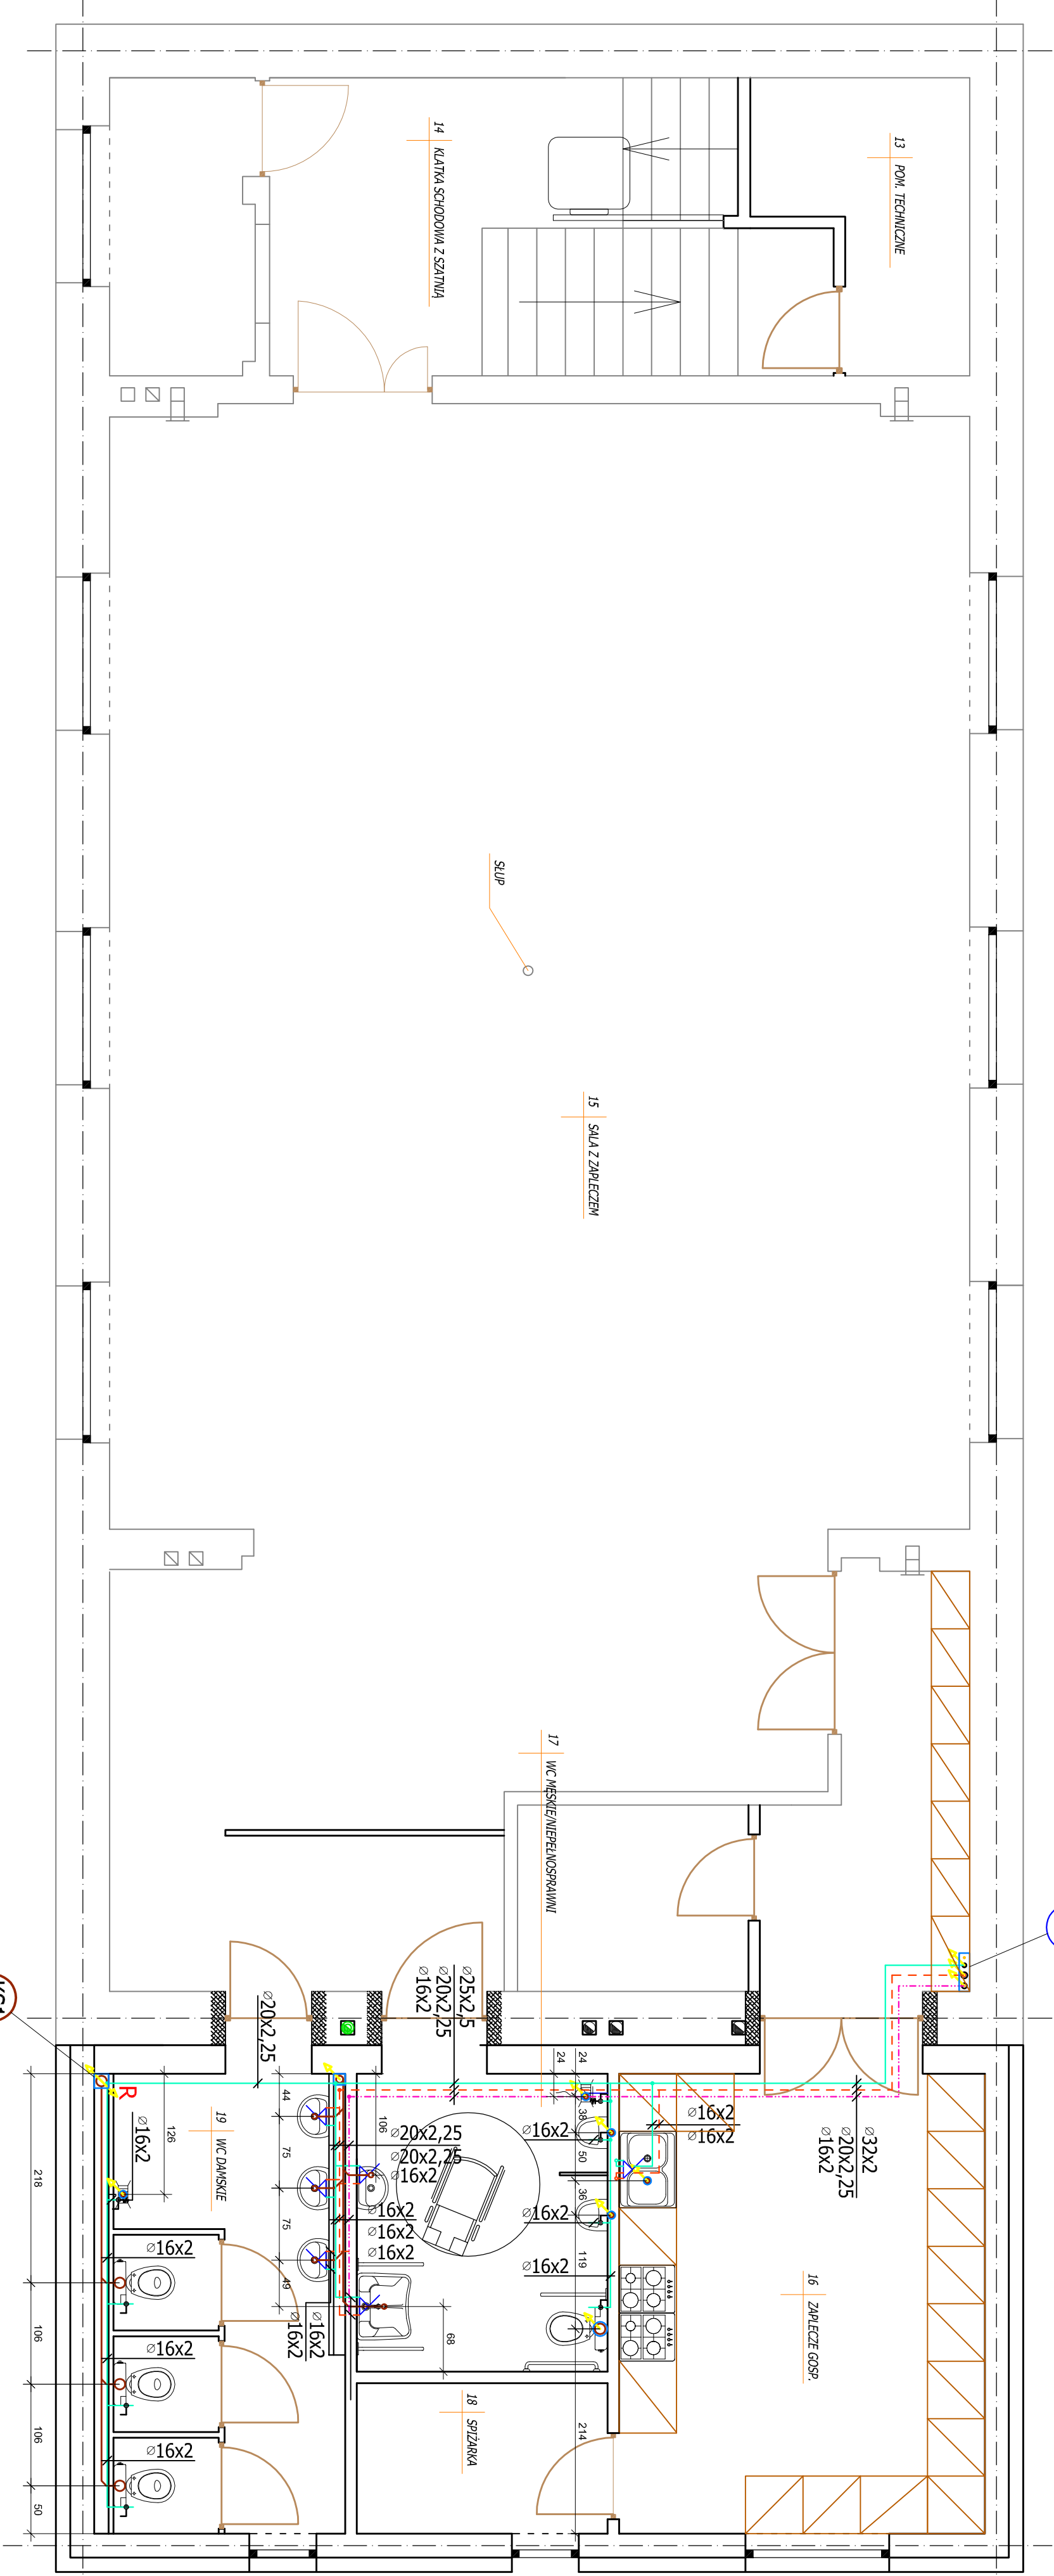 13 POM. TECHNICZNE
14 KLATKA SCHODOWA Z SZATNIĄ
SŁUP
15 SALA Z ZAPLECZEM
17 WC MĘSKIE/NIEPEŁNOSPRAWNI
⌀25x2,5
⌀20x2,25
⌀16x2
⌀20x2,25
24
24
38
50
36
119
214
⌀16x2
⌀16x2
⌀32x2
⌀20x2,25
⌀16x2
⌀16x2
⌀16x2
⌀16x2
106
⌀20x2,25
⌀20x2,25
⌀16x2
⌀16x2
⌀16x2
⌀16x2
44
75
75
49
⌀16x2
⌀16x2
68
R
⌀16x2
126
19 WC DAMSKIE
16 ZAPLECZE GOSP.
18 SPIŻARKA
⌀16x2
⌀16x2
⌀16x2
218
106
106
50